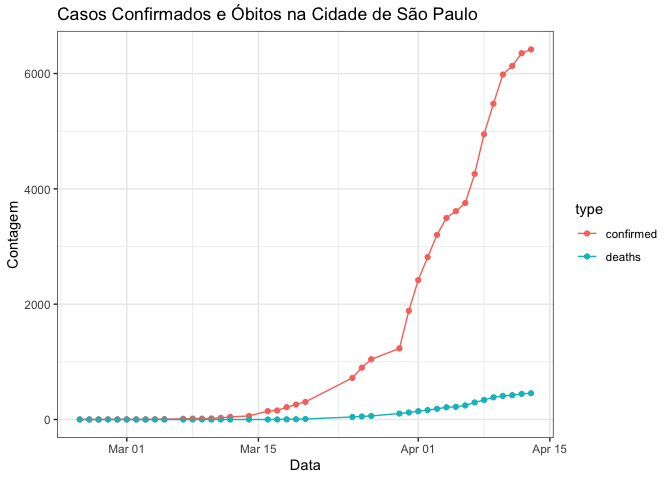 Casos Confirmados e Óbitos na Cidade de São Paulo
6000
4000
2000
0
Contagem
Mar 01
Mar 15
Apr 01
Apr 15
Data
type
confirmed
deaths